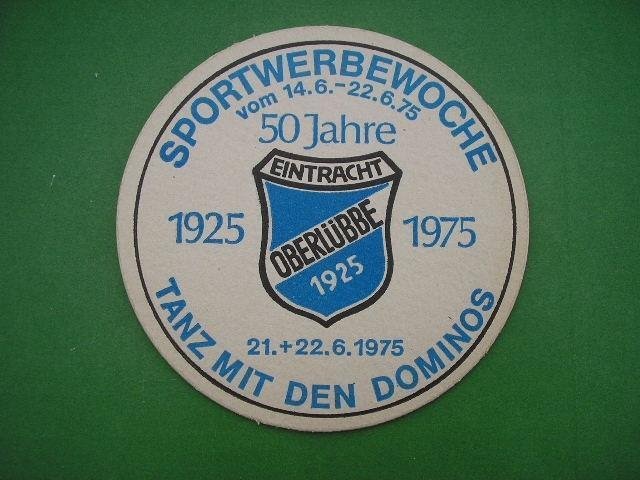 SPORTWERBEWOCHE
vom 14.6.-22.6.75
50 Jahre
EINTRACHT
1925
OBERLÜBBE
1975
1925
21.+22.6.1975
TANZ MIT DEN DOMINOS